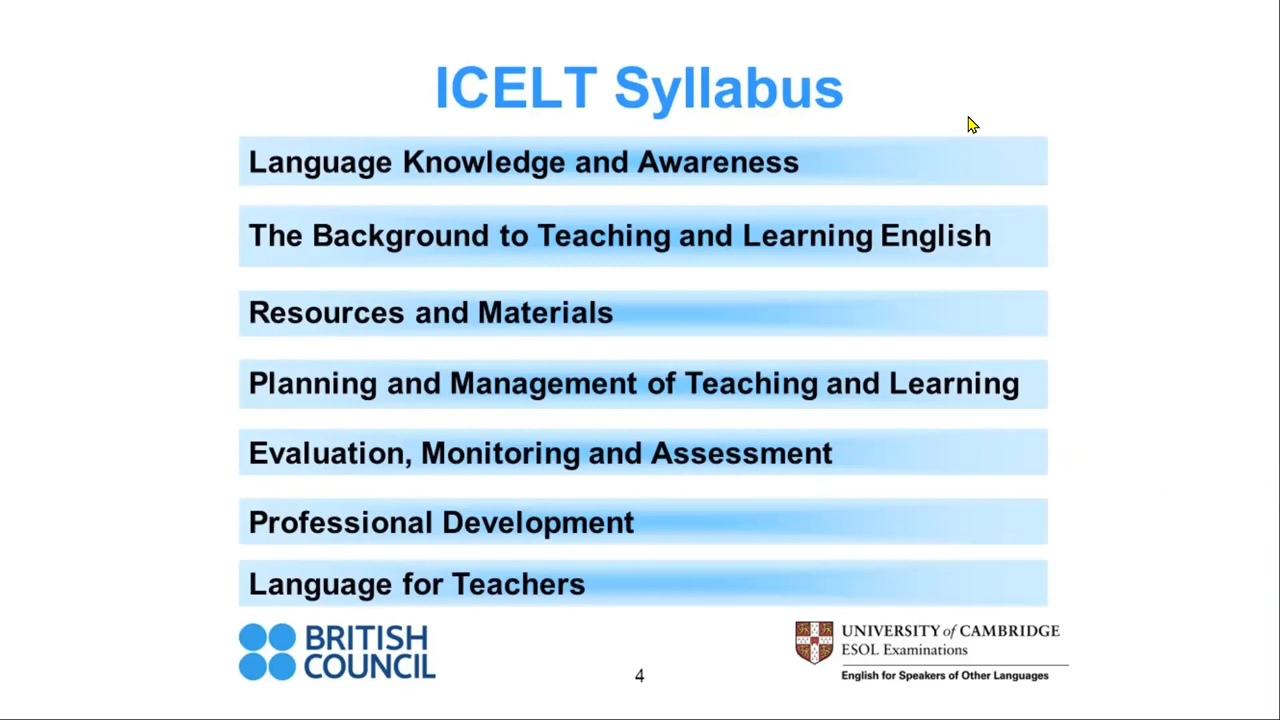 ICELT Syllabus
Language Knowledge and Awareness
The Background to Teaching and Learning English
Resources and Materials
Planning and Management of Teaching and Learning
Evaluation, Monitoring and Assessment
Professional Development
Language for Teachers
BRITISH
COUNCIL
4
UNIVERSITY of CAMBRIDGE
ESOL Examinations
English for Speakers of Other Languages